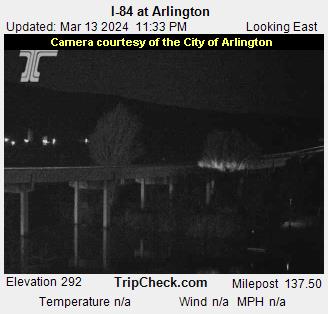 I-84 at Arlington
Updated: Mar 13 2024 11:33 PM Looking East
Camera courtesy of the City of Arlington
Elevation 292 TripCheck.com Milepost 137.50
Temperature n/a Wind n/a MPH n/a